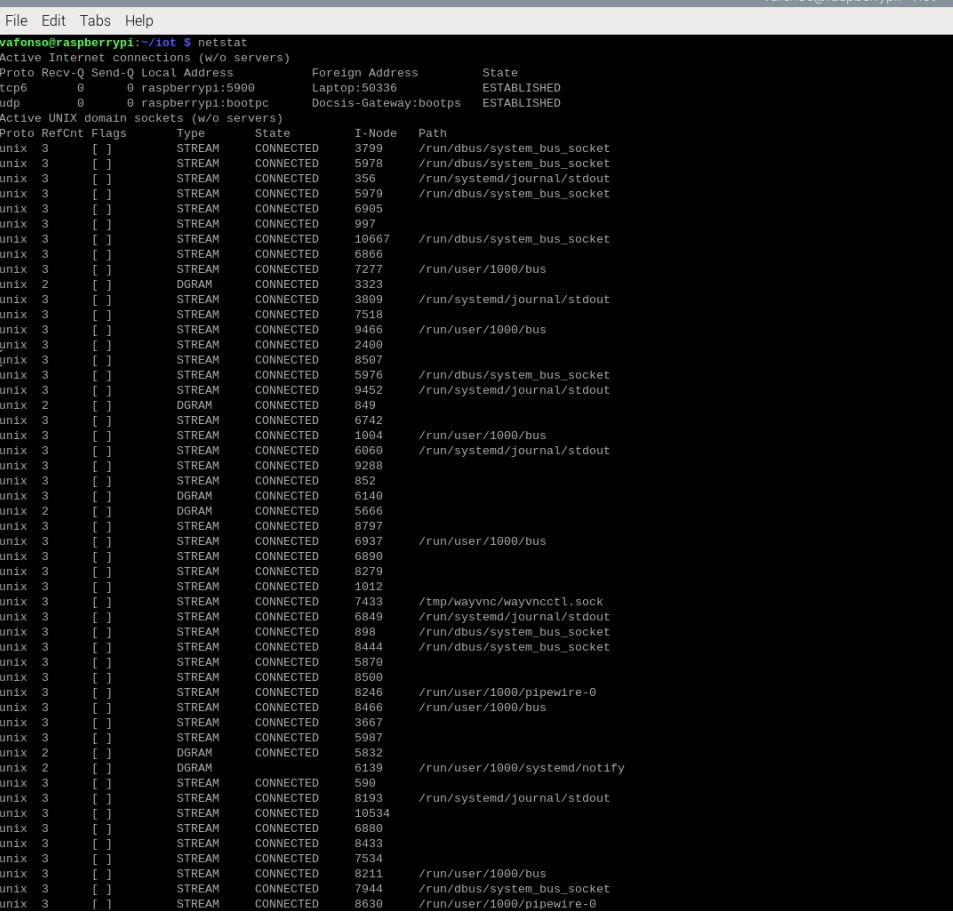 File Edit Tabs Help
vafonso@raspberrypi:~/iot $ netstat
Active Internet connections (w/o servers)
Proto Recv-Q Send-Q Local Address           Foreign Address         State
tcp6       0      0 raspberrypi:5900        Laptop:50336            ESTABLISHED
udp        0      0 raspberrypi:bootpc      Docsis-Gateway:bootps   ESTABLISHED
Active UNIX domain sockets (w/o servers)
Proto RefCnt Flags       Type       State         I-Node   Path
unix  3      [ ]         STREAM     CONNECTED     3799     /run/dbus/system_bus_socket
unix  3      [ ]         STREAM     CONNECTED     5978     /run/dbus/system_bus_socket
unix  3      [ ]         STREAM     CONNECTED     356      /run/systemd/journal/stdout
unix  3      [ ]         STREAM     CONNECTED     5979     /run/dbus/system_bus_socket
unix  3      [ ]         STREAM     CONNECTED     6905
unix  3      [ ]         STREAM     CONNECTED     997
unix  3      [ ]         STREAM     CONNECTED     10667    /run/dbus/system_bus_socket
unix  3      [ ]         STREAM     CONNECTED     6866
unix  3      [ ]         STREAM     CONNECTED     7277     /run/user/1000/bus
unix  2      [ ]         DGRAM      CONNECTED     3323
unix  3      [ ]         STREAM     CONNECTED     3809     /run/systemd/journal/stdout
unix  3      [ ]         STREAM     CONNECTED     7518
unix  3      [ ]         STREAM     CONNECTED     9466     /run/user/1000/bus
unix  3      [ ]         STREAM     CONNECTED     2400
unix  3      [ ]         STREAM     CONNECTED     8507
unix  3      [ ]         STREAM     CONNECTED     5976     /run/dbus/system_bus_socket
unix  3      [ ]         STREAM     CONNECTED     9452     /run/systemd/journal/stdout
unix  2      [ ]         DGRAM      CONNECTED     849
unix  3      [ ]         STREAM     CONNECTED     6742
unix  3      [ ]         STREAM     CONNECTED     1004     /run/user/1000/bus
unix  3      [ ]         STREAM     CONNECTED     6060     /run/systemd/journal/stdout
unix  3      [ ]         STREAM     CONNECTED     9288
unix  3      [ ]         STREAM     CONNECTED     852
unix  3      [ ]         DGRAM      CONNECTED     6140
unix  2      [ ]         DGRAM      CONNECTED     5666
unix  3      [ ]         STREAM     CONNECTED     8797
unix  3      [ ]         STREAM     CONNECTED     6937     /run/user/1000/bus
unix  3      [ ]         STREAM     CONNECTED     6890
unix  3      [ ]         STREAM     CONNECTED     8279
unix  3      [ ]         STREAM     CONNECTED     1012
unix  3      [ ]         STREAM     CONNECTED     7433     /tmp/wayvnc/wayvncctl.sock
unix  3      [ ]         STREAM     CONNECTED     6849     /run/systemd/journal/stdout
unix  3      [ ]         STREAM     CONNECTED     898      /run/dbus/system_bus_socket
unix  3      [ ]         STREAM     CONNECTED     8444     /run/dbus/system_bus_socket
unix  3      [ ]         STREAM     CONNECTED     5870
unix  3      [ ]         STREAM     CONNECTED     8500
unix  3      [ ]         STREAM     CONNECTED     8246     /run/user/1000/pipewire-0
unix  3      [ ]         STREAM     CONNECTED     8466     /run/user/1000/bus
unix  3      [ ]         STREAM     CONNECTED     3667
unix  3      [ ]         STREAM     CONNECTED     5987
unix  2      [ ]         DGRAM      CONNECTED     5832
unix  2      [ ]         DGRAM                    6139     /run/user/1000/systemd/notify
unix  3      [ ]         STREAM     CONNECTED     590
unix  3      [ ]         STREAM     CONNECTED     8193     /run/systemd/journal/stdout
unix  3      [ ]         STREAM     CONNECTED     10534
unix  3      [ ]         STREAM     CONNECTED     6880
unix  3      [ ]         STREAM     CONNECTED     8433
unix  3      [ ]         STREAM     CONNECTED     7534
unix  3      [ ]         STREAM     CONNECTED     8211     /run/user/1000/bus
unix  3      [ ]         STREAM     CONNECTED     7944     /run/dbus/system_bus_socket
unix  3      [ ]         STREAM     CONNECTED     8630     /run/user/1000/pipewire-0